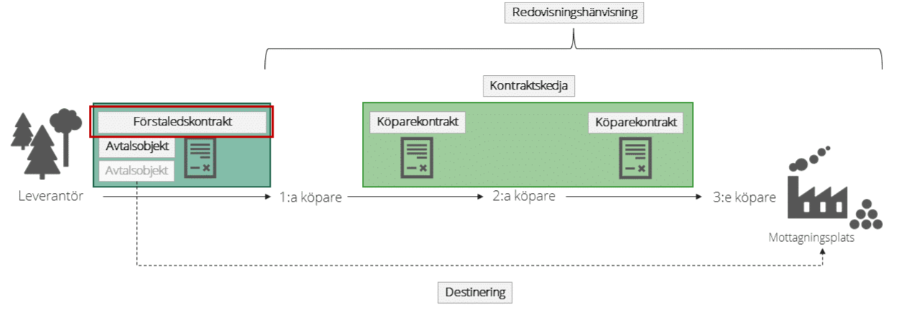 Redovisningshänvisning
Kontraktskedja
Förstaledskontrakt
Köparekontrakt
Köparekontrakt
Avtalsobjekt
Avtalsobjekt
Leverantör
1:a köpare
2:a köpare
3:e köpare
Mottagningsplats
Destinering